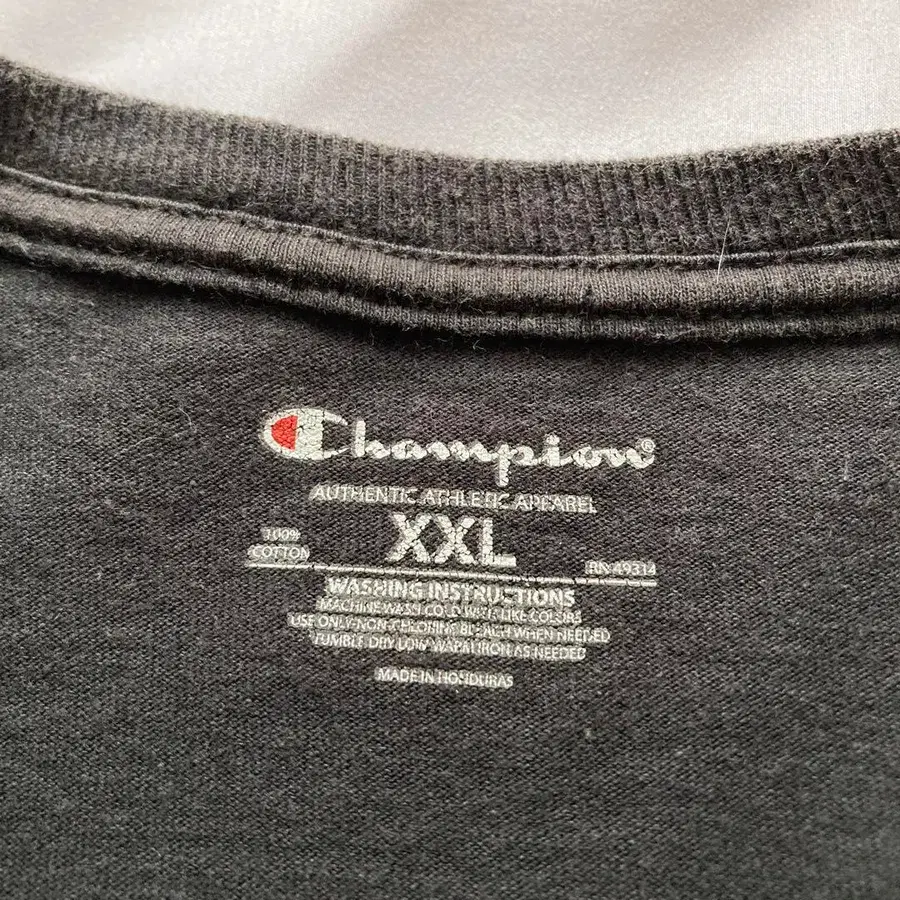 Champion®
AUTHENTIC ATHLETIC APPAREL
XXL
100%
COTTON
RN 49314
WASHING INSTRUCTIONS
MACHINE WASH COLD WITH LIKE COLORS
USE ONLY NON-CHLORINE BLEACH WHEN NEEDED
TUMBLE DRY LOW WARM IRON AS NEEDED
MADE IN HONDURAS